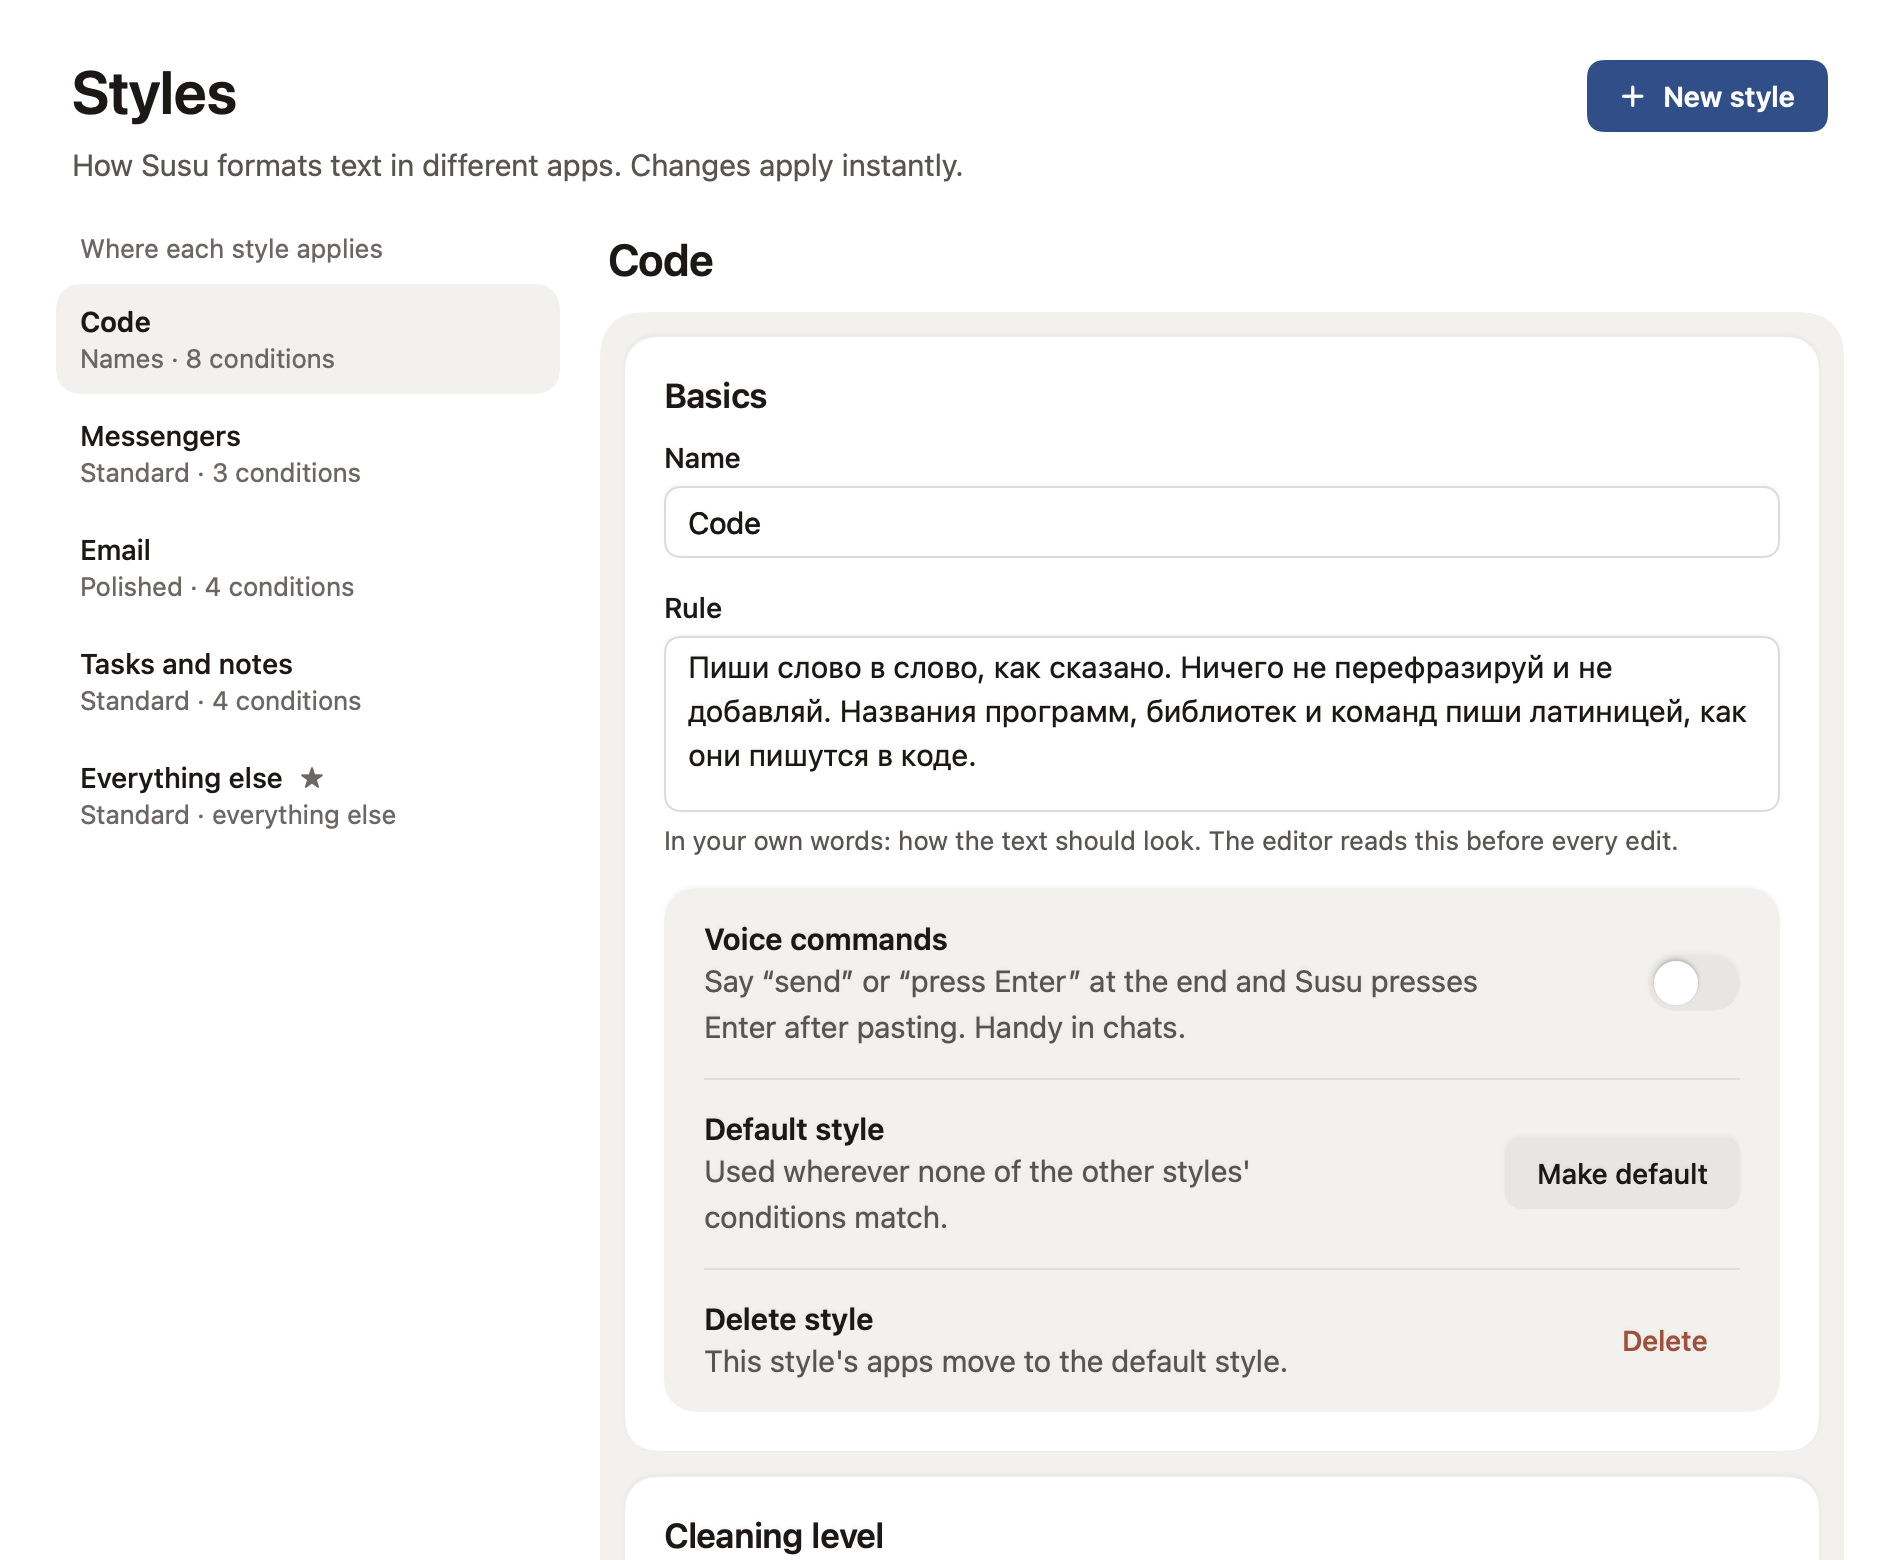 Styles
+ New style
How Susu formats text in different apps. Changes apply instantly.
Where each style applies
Code
Names · 8 conditions
Messengers
Standard · 3 conditions
Email
Polished · 4 conditions
Tasks and notes
Standard · 4 conditions
Everything else ★
Standard · everything else
Code
Basics
Name
Code
Rule
Пиши слово в слово, как сказано. Ничего не перефразируй и не
добавляй. Названия программ, библиотек и команд пиши латиницей, как
они пишутся в коде.
In your own words: how the text should look. The editor reads this before every edit.
Voice commands
Say “send” or “press Enter” at the end and Susu presses
Enter after pasting. Handy in chats.
Default style
Used wherever none of the other styles'
conditions match.
Make default
Delete style
This style's apps move to the default style.
Delete
Cleaning level